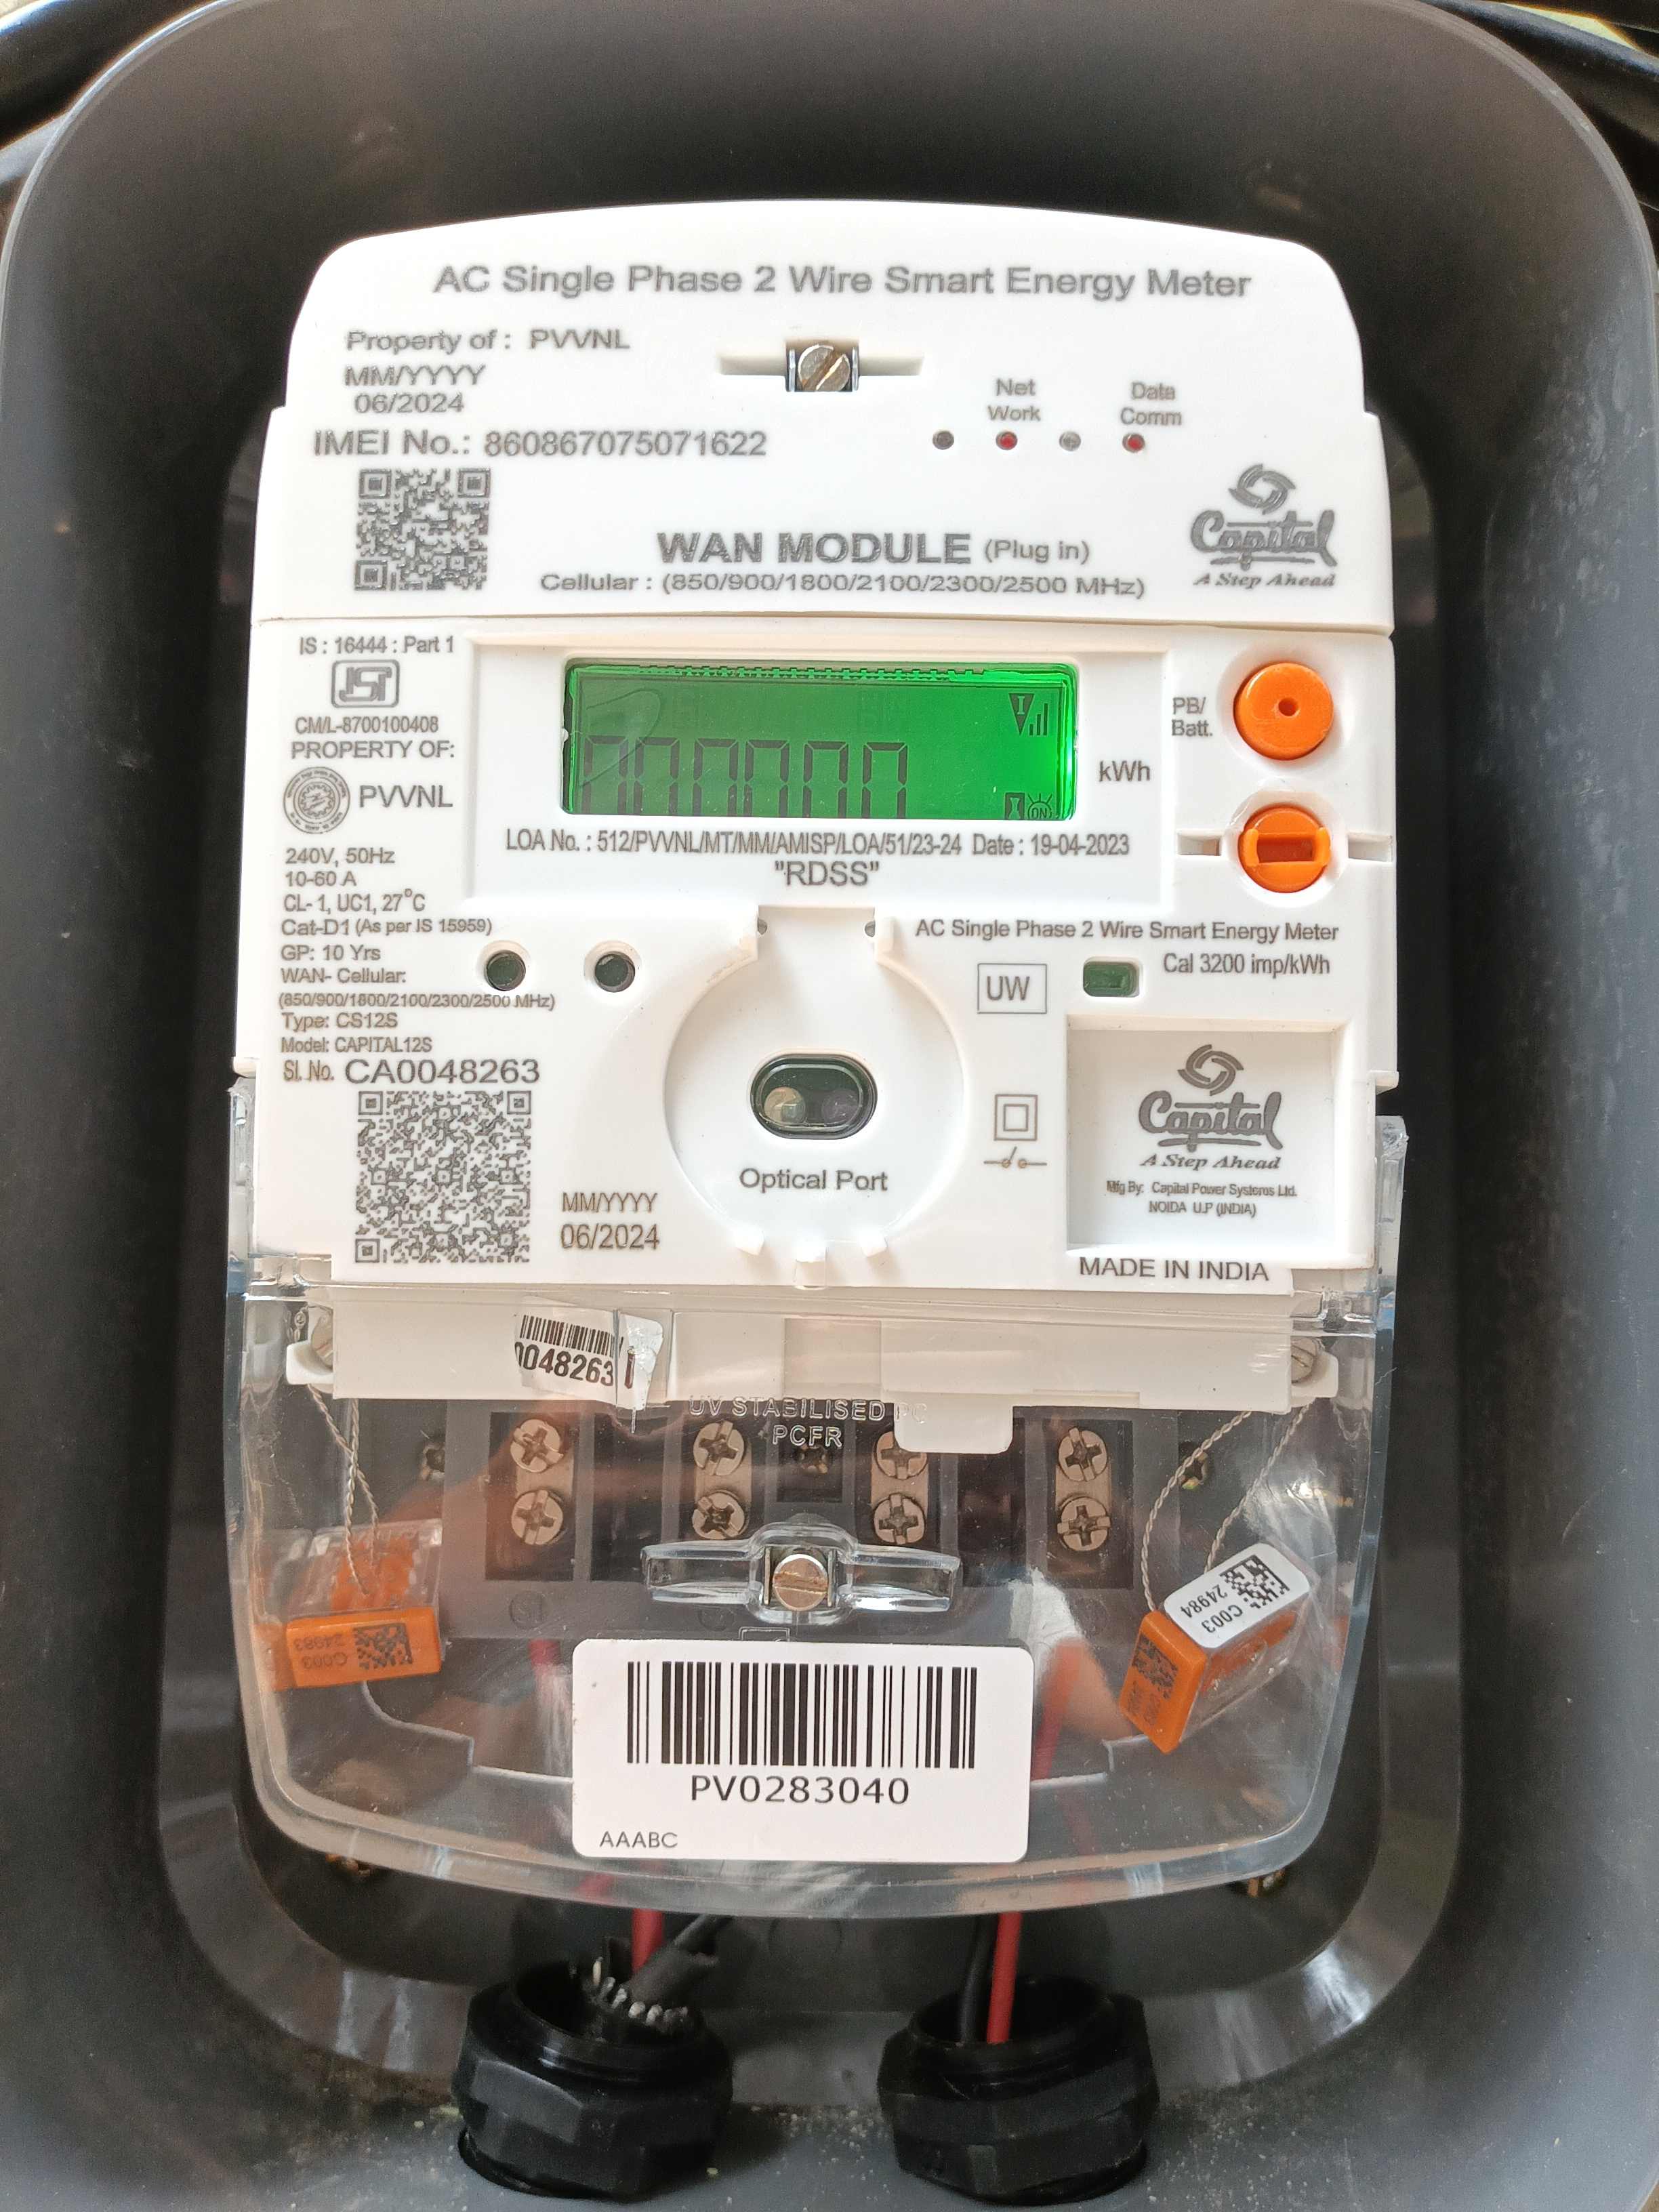 AC Single Phase 2 Wire Smart Energy Meter
Property of : PVVNL
MM/YYYY
06/2024
Net Work
Data Comm
IMEI No.: 860867075071622
WAN MODULE (Plug in)
Cellular : (850/900/1800/2100/2300/2500 MHz)
Capital
A Step Ahead
IS : 16444 : Part 1
ISI
CM/L-8700100408
PROPERTY OF:
PVVNL
240V, 50Hz
10-60 A
CL- 1, UC1, 27°C
Cat-D1 (As per IS 15959)
GP: 10 Yrs
WAN- Cellular:
(850/900/1800/2100/2300/2500 MHz)
Type: CS12S
Model: CAPITAL12S
Sl. No. CA0048263
MM/YYYY
06/2024
I
ON
kWh
PB/
Batt.
LOA No. : 512/PVVNL/MT/MM/AMISP/LOA/51/23-24 Date : 19-04-2023
"RDSS"
AC Single Phase 2 Wire Smart Energy Meter
UW
Cal 3200 imp/kWh
Optical Port
Capital
A Step Ahead
Mfg By: Capital Power Systems Ltd.
NOIDA U.P (INDIA)
MADE IN INDIA
0048263
UV STABILISED PC
PCFR
C003
24983
C003
24984
PV0283040
AAABC